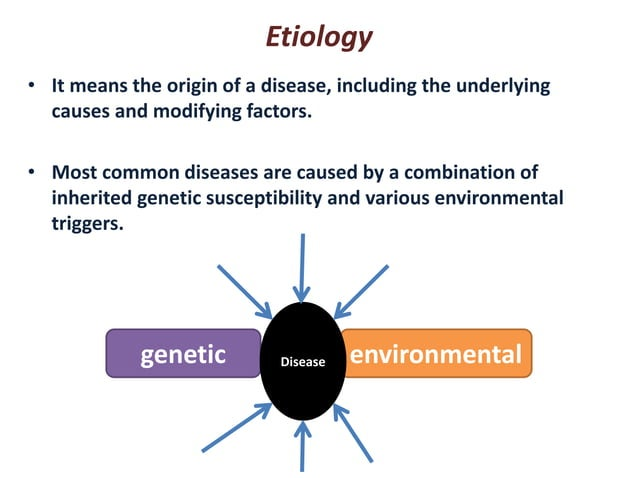 Etiology
• It means the origin of a disease, including the underlying
causes and modifying factors.
• Most common diseases are caused by a combination of
inherited genetic susceptibility and various environmental
triggers.
genetic
Disease
environmental